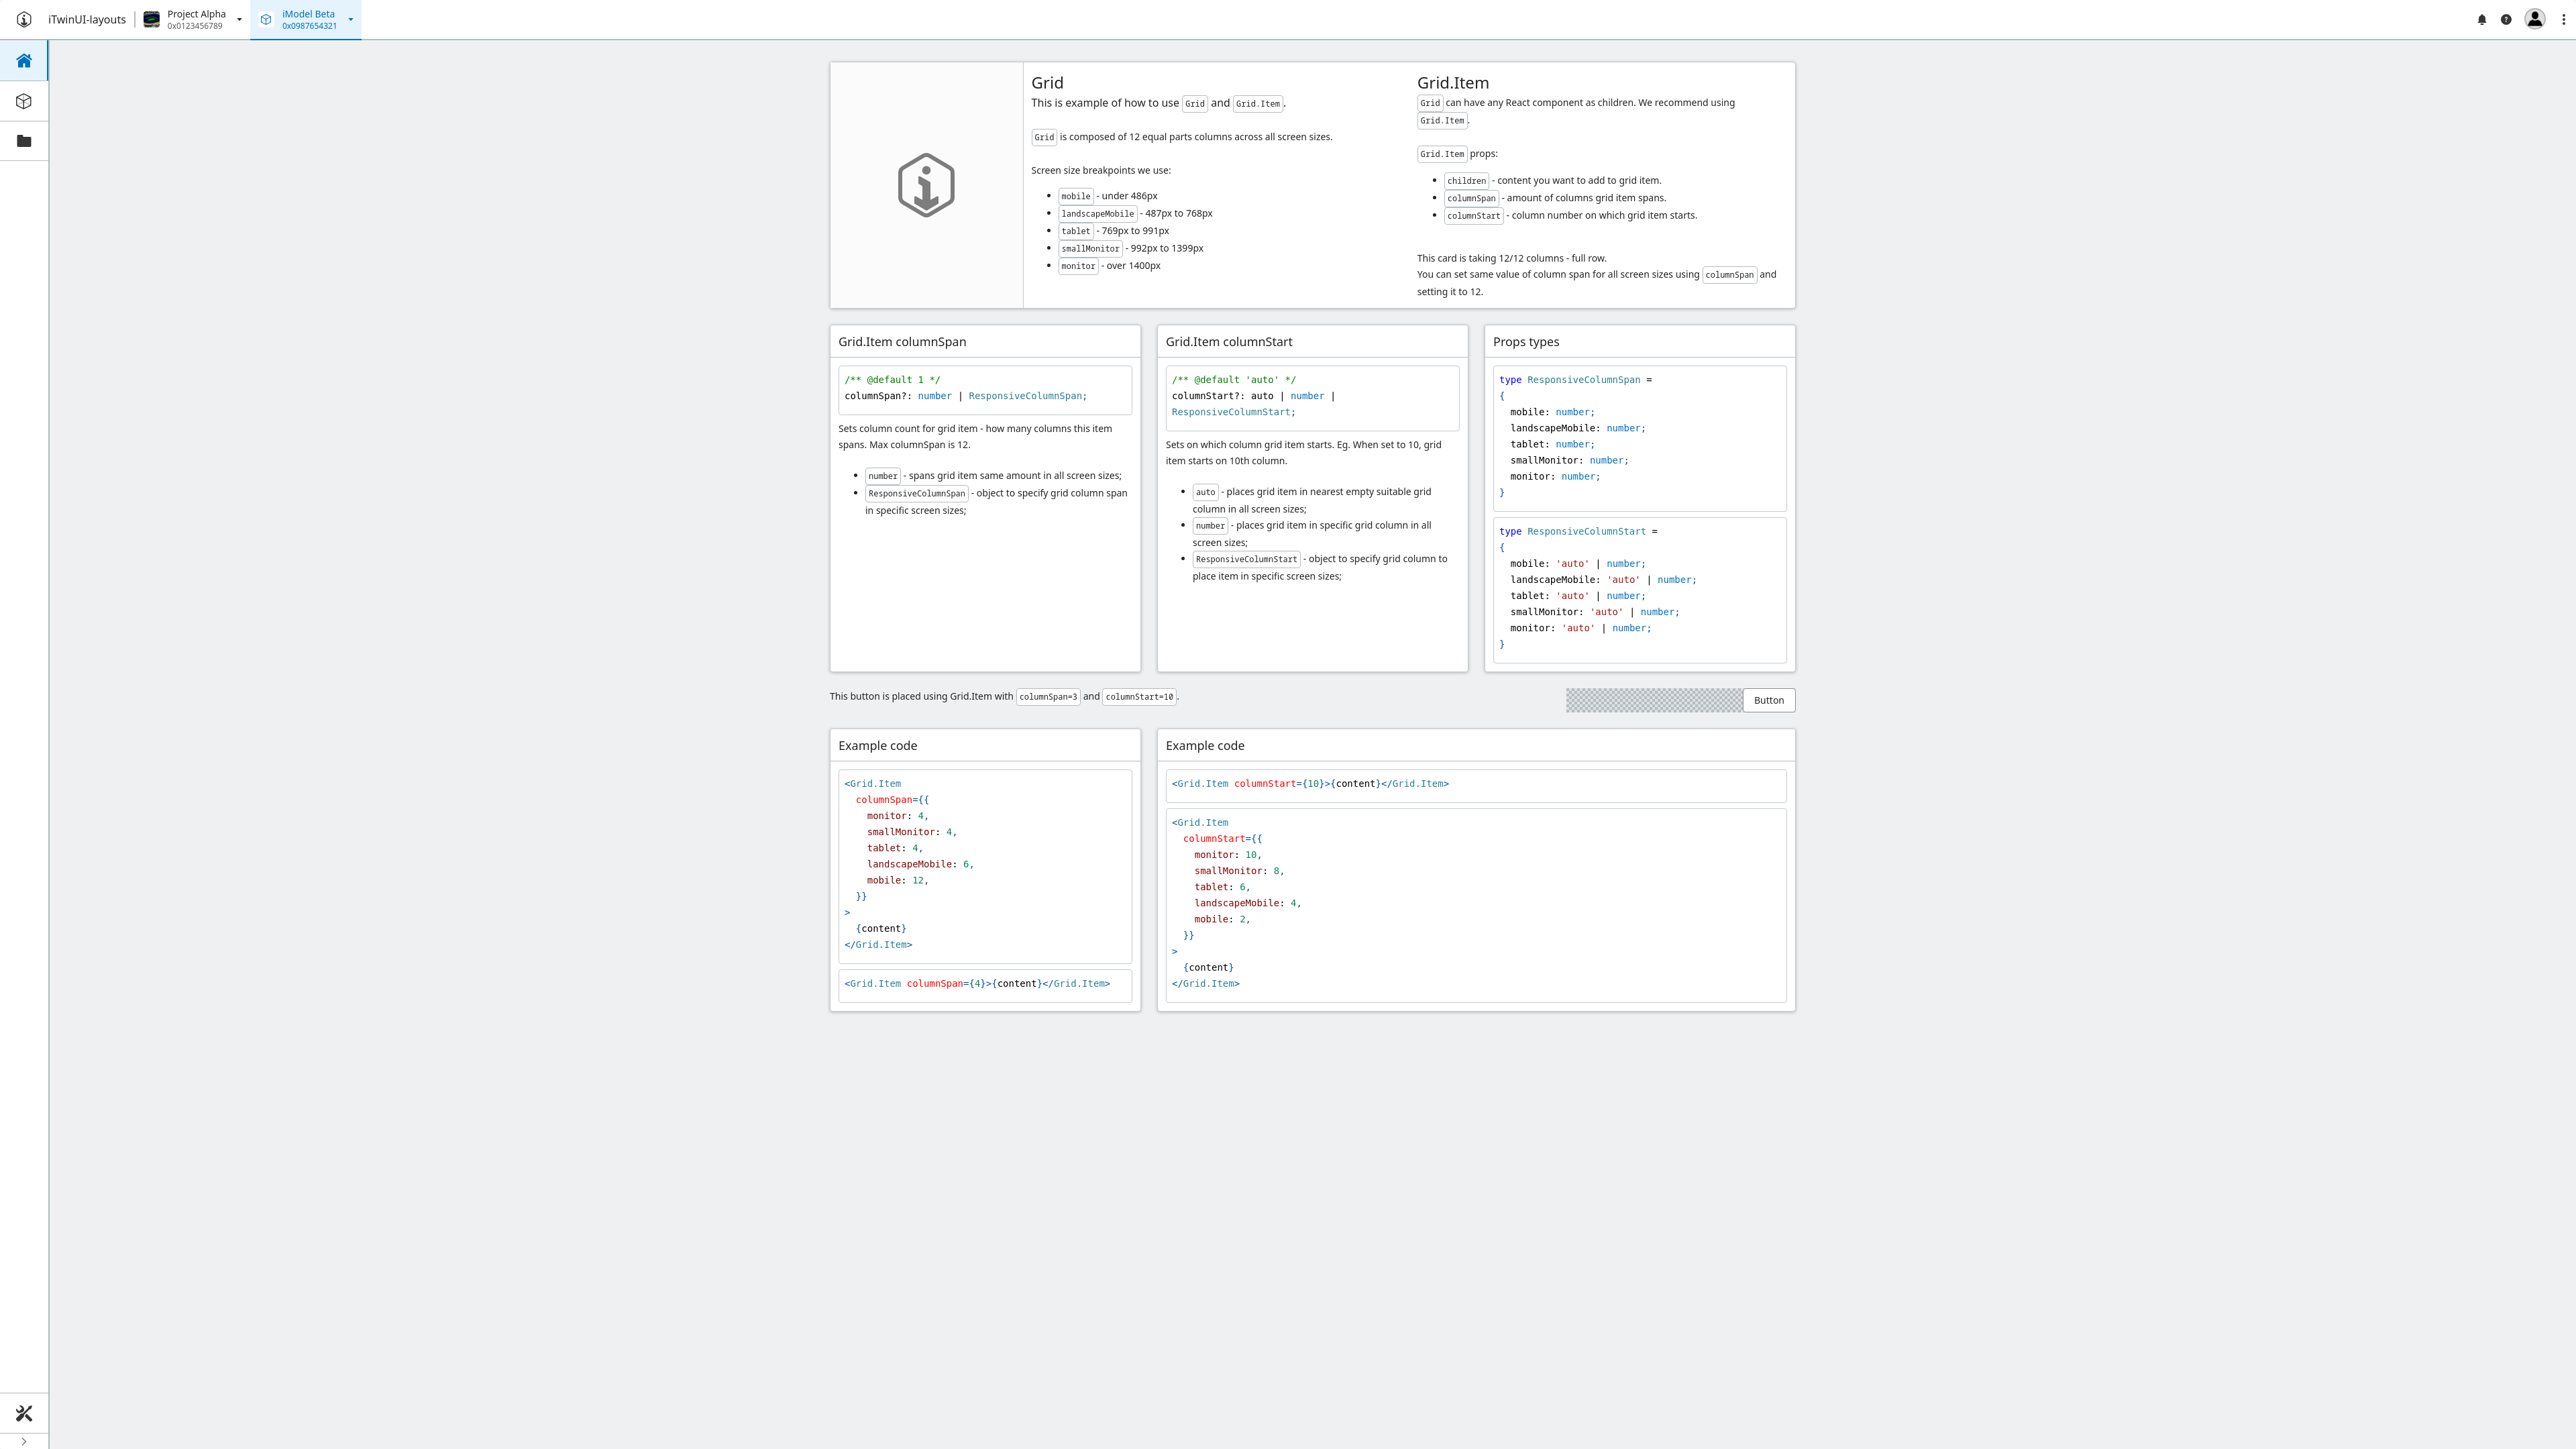 iTwinUI-layouts
Project Alpha
0x0123456789
iModel Beta
0x0987654321
Grid
This is example of how to use Grid and Grid.Item.
Grid is composed of 12 equal parts columns across all screen sizes.
Screen size breakpoints we use:
mobile - under 486px
landscapeMobile - 487px to 768px
tablet - 769px to 991px
smallMonitor - 992px to 1399px
monitor - over 1400px
Grid.Item
Grid can have any React component as children. We recommend using
Grid.Item.
Grid.Item props:
children - content you want to add to grid item.
columnSpan - amount of columns grid item spans.
columnStart - column number on which grid item starts.
This card is taking 12/12 columns - full row.
You can set same value of column span for all screen sizes using columnSpan and
setting it to 12.
Grid.Item columnSpan
/** @default 1 */
columnSpan?: number | ResponsiveColumnSpan;
Sets column count for grid item - how many columns this item
spans. Max columnSpan is 12.
number - spans grid item same amount in all screen sizes;
ResponsiveColumnSpan - object to specify grid column span
in specific screen sizes;
Grid.Item columnStart
/** @default 'auto' */
columnStart?: auto | number |
ResponsiveColumnStart;
Sets on which column grid item starts. Eg. When set to 10, grid
item starts on 10th column.
auto - places grid item in nearest empty suitable grid
column in all screen sizes;
number - places grid item in specific grid column in all
screen sizes;
ResponsiveColumnStart - object to specify grid column to
place item in specific screen sizes;
Props types
type ResponsiveColumnSpan =
{
mobile: number;
landscapeMobile: number;
tablet: number;
smallMonitor: number;
monitor: number;
}
type ResponsiveColumnStart =
{
mobile: 'auto' | number;
landscapeMobile: 'auto' | number;
tablet: 'auto' | number;
smallMonitor: 'auto' | number;
monitor: 'auto' | number;
}
This button is placed using Grid.Item with columnSpan=3 and columnStart=10.
Button
Example code
<Grid.Item
columnSpan={{
monitor: 4,
smallMonitor: 4,
tablet: 4,
landscapeMobile: 6,
mobile: 12,
}}
>
{content}
</Grid.Item>
<Grid.Item columnSpan={4}>{content}</Grid.Item>
Example code
<Grid.Item columnStart={10}>{content}</Grid.Item>
<Grid.Item
columnStart={{
monitor: 10,
smallMonitor: 8,
tablet: 6,
landscapeMobile: 4,
mobile: 2,
}}
>
{content}
</Grid.Item>